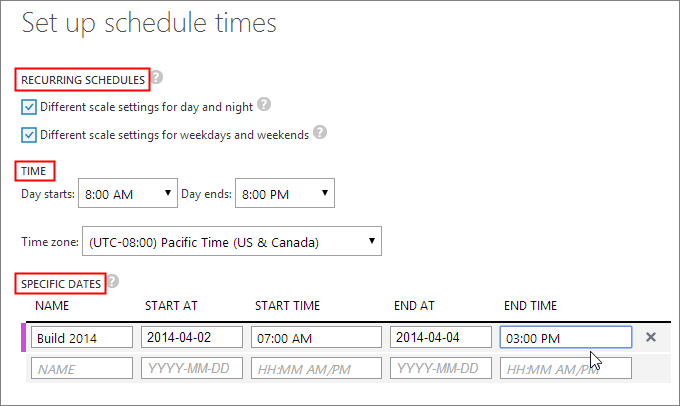 Set up schedule times
RECURRING SCHEDULES ?
Different scale settings for day and night ?
Different scale settings for weekdays and weekends ?
TIME
Day starts: 8:00 AM Day ends: 8:00 PM
Time zone: (UTC-08:00) Pacific Time (US & Canada)
SPECIFIC DATES ?
NAME START AT START TIME END AT END TIME
Build 2014 2014-04-02 07:00 AM 2014-04-04 03:00 PM
NAME YYYY-MM-DD HH:MM AM/PM YYYY-MM-DD HH:MM AM/PM